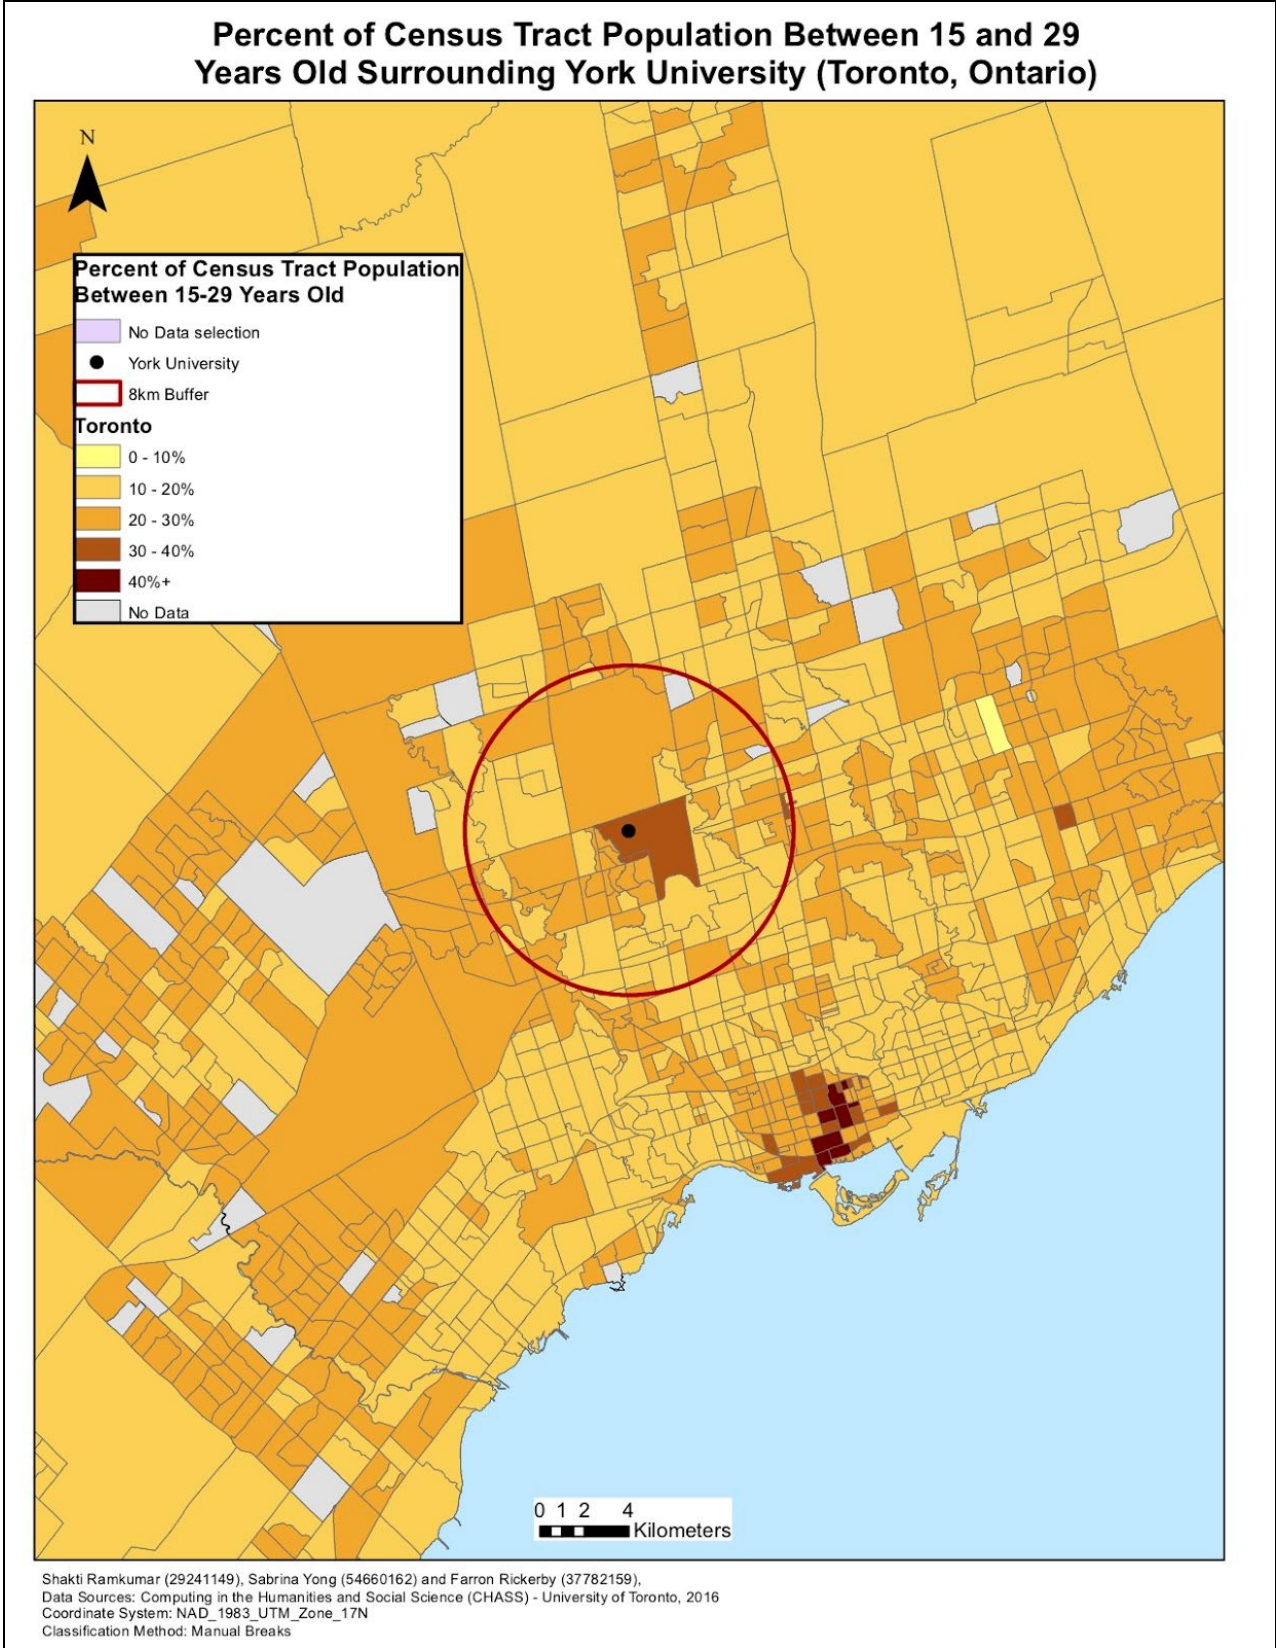 Percent of Census Tract Population Between 15 and 29
Years Old Surrounding York University (Toronto, Ontario)
N
Percent of Census Tract Population
Between 15-29 Years Old
No Data selection
York University
8km Buffer
Toronto
0 - 10%
10 - 20%
20 - 30%
30 - 40%
40%+
No Data
0 1 2 4
Kilometers
Shakti Ramkumar (29241149), Sabrina Yong (54660162) and Farron Rickerby (37782159),
Data Sources: Computing in the Humanities and Social Science (CHASS) - University of Toronto, 2016
Coordinate System: NAD_1983_UTM_Zone_17N
Classification Method: Manual Breaks